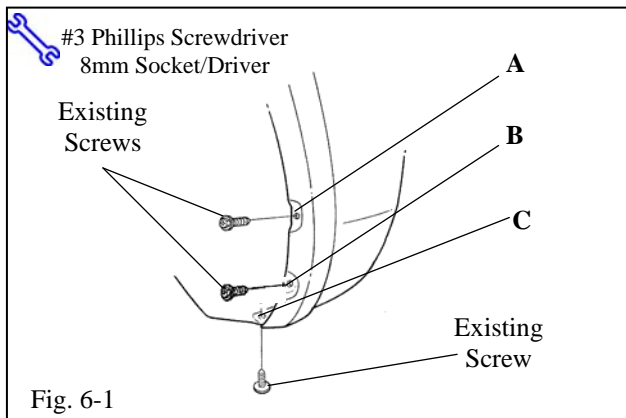 #3 Phillips Screwdriver
8mm Socket/Driver
A
Existing
Screws
B
C
Existing
Screw
Fig. 6-1